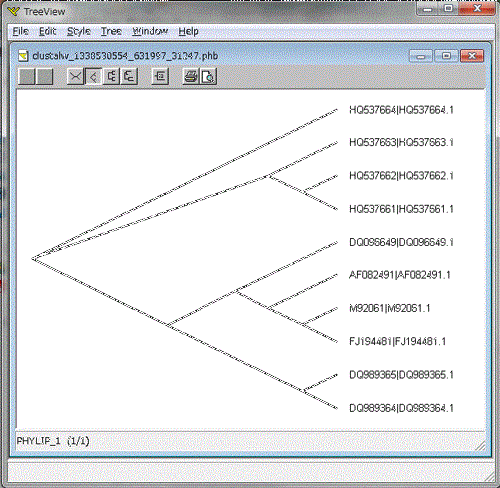 TreeView
File Edit Style Tree Window Help
clustalw_1338530554_631997_31247.phb
HQ537664|HQ537664.1
HQ537663|HQ537663.1
HQ537662|HQ537662.1
HQ537661|HQ537661.1
DQ096649|DQ096649.1
AF082491|AF082491.1
M92061|M92061.1
FJ194481|FJ194481.1
DQ989365|DQ989365.1
DQ989364|DQ989364.1
PHYLIP_1 (1/1)